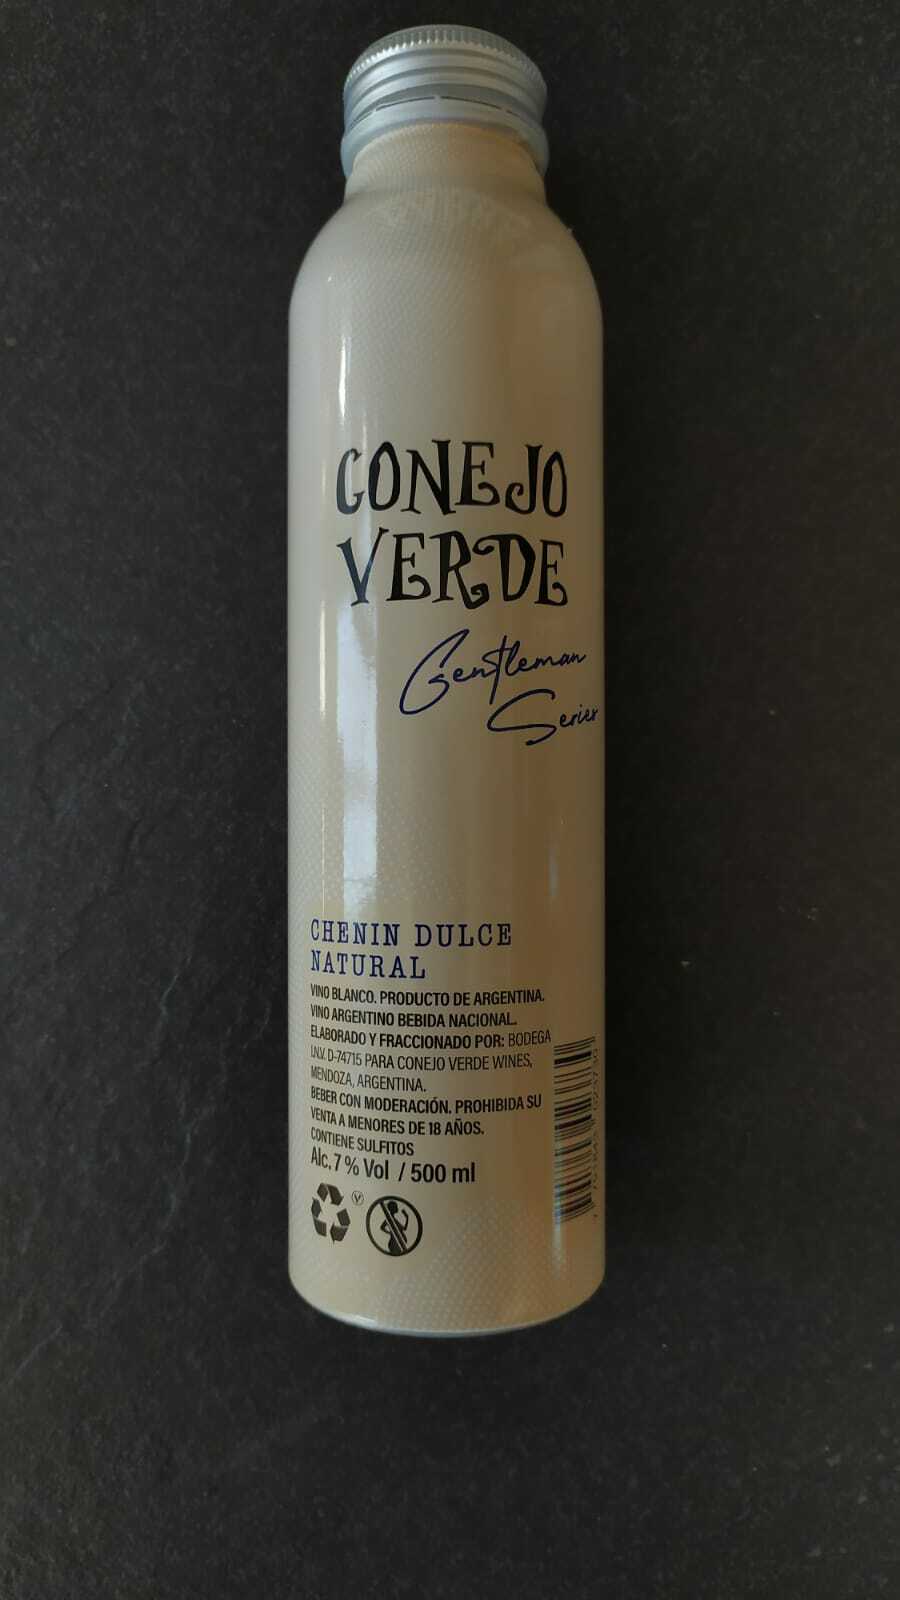 CONEJO
VERDE
Gentleman
Series
CHENIN DULCE
NATURAL
VINO BLANCO. PRODUCTO DE ARGENTINA.
VINO ARGENTINO BEBIDA NACIONAL.
ELABORADO Y FRACCIONADO POR: BODEGA
I.N.V. D-74715 PARA CONEJO VERDE WINES,
MENDOZA, ARGENTINA.
BEBER CON MODERACIÓN. PROHIBIDA SU
VENTA A MENORES DE 18 AÑOS.
CONTIENE SULFITOS
Alc. 7 % Vol / 500 ml
V